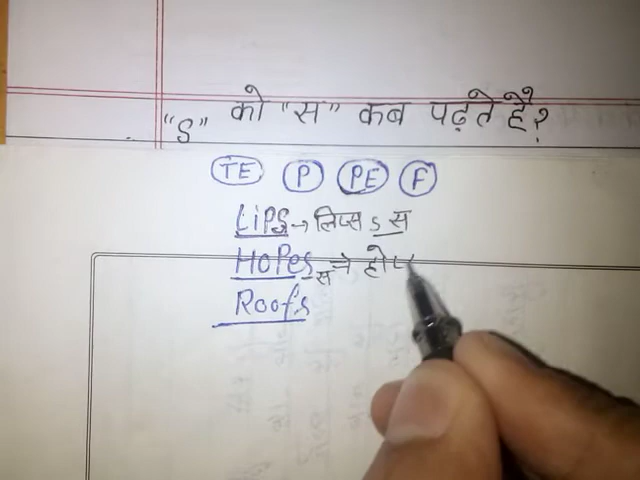 "S" को "स" कब पढ़ते है?
TE P PE F
LiPS → लिप्स S स
HoPes स → होप
Roofs